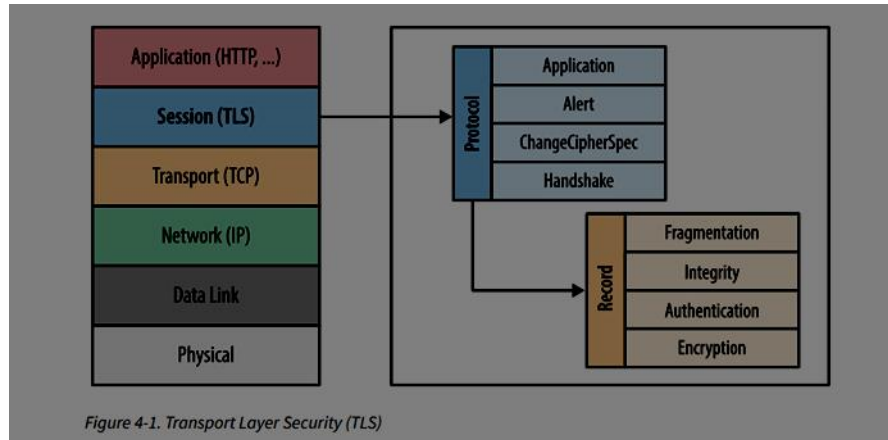 Application (HTTP, ...)
Session (TLS)
Transport (TCP)
Network (IP)
Data Link
Physical
Protocol
Application
Alert
ChangeCipherSpec
Handshake
Record
Fragmentation
Integrity
Authentication
Encryption
Figure 4-1. Transport Layer Security (TLS)